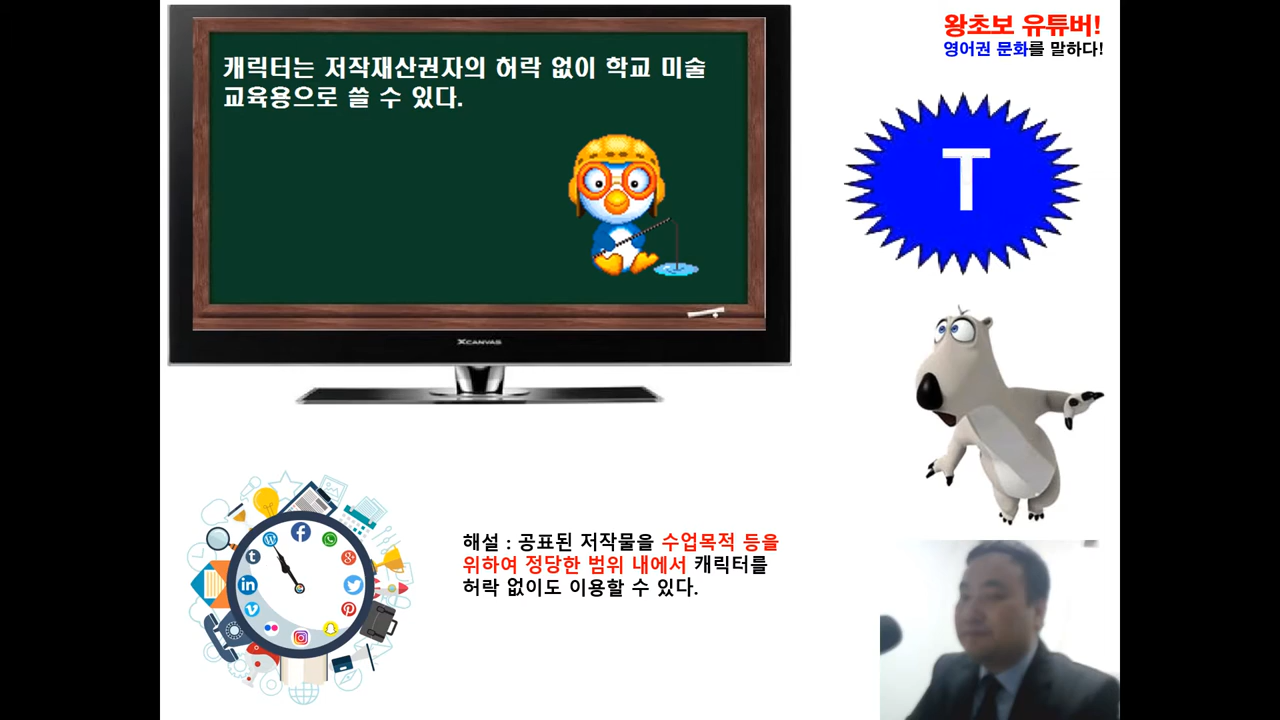 왕초보 유튜버!
영어권 문화를 말하다!
캐릭터는 저작재산권자의 허락 없이 학교 미술
교육용으로 쓸 수 있다.
T
XCANVAS
해설 : 공표된 저작물을 수업목적 등을
위하여 정당한 범위 내에서 캐릭터를
허락 없이도 이용할 수 있다.